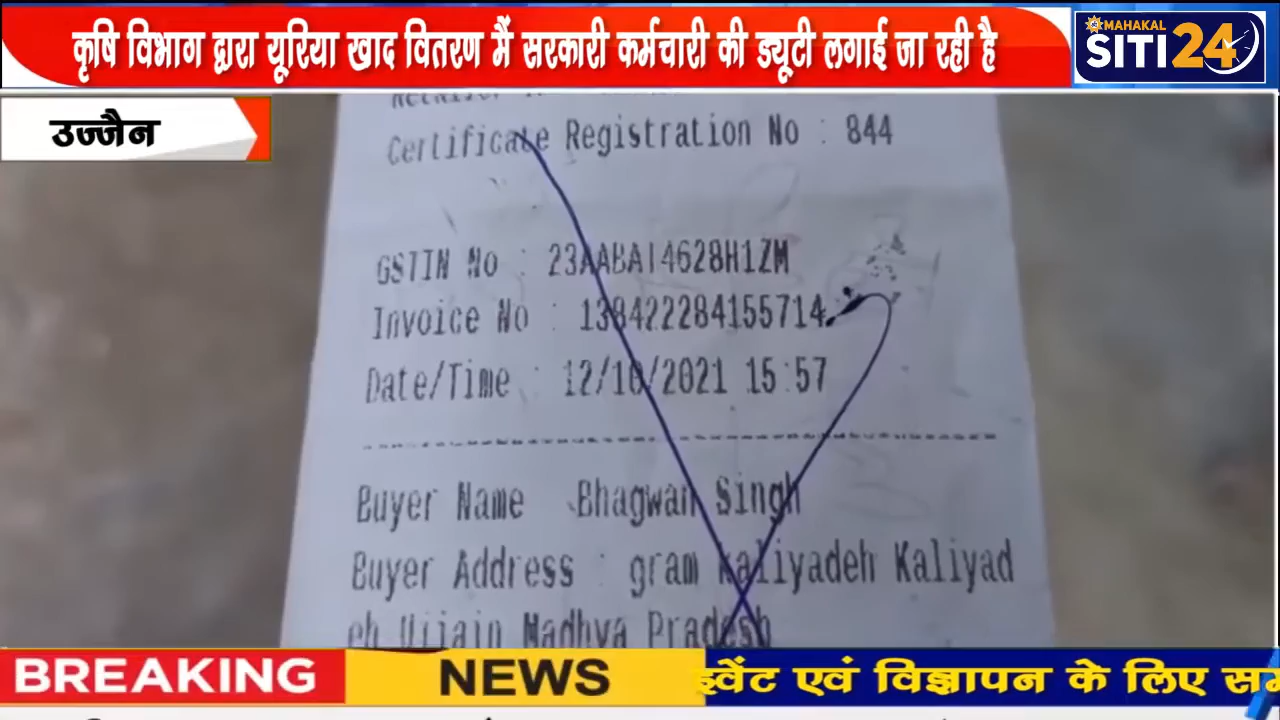 कृषि विभाग द्वारा यूरिया खाद वितरण मैं सरकारी कर्मचारी की ड्यूटी लगाई जा रही है
MAHAKAL
SITI 24
उज्जैन
Certificate Registration No : 844
GSTIN No : 23AABAI4628H1ZM
Invoice No : 138422284155714
Date/Time : 12/10/2021 15:57
Buyer Name Bhagwan Singh
Buyer Address : gram kaliyadeh Kaliyad
eh Ujjain Madhya Pradesh
BREAKING NEWS
एवं विज्ञापन के लिए